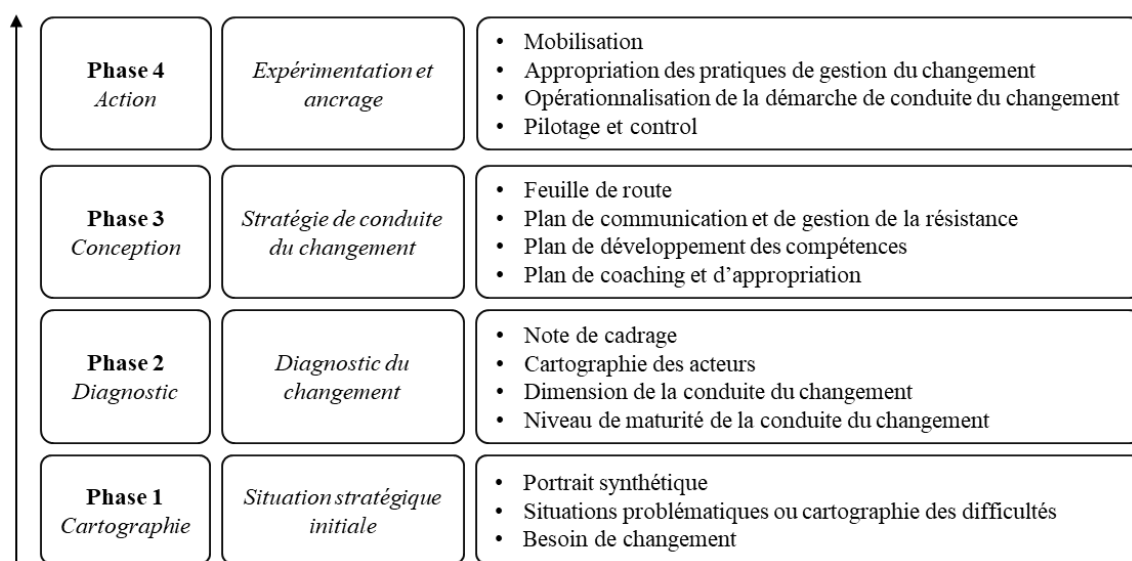 Phase 4
Action
Expérimentation et
ancrage
• Mobilisation
• Appropriation des pratiques de gestion du changement
• Opérationnalisation de la démarche de conduite du changement
• Pilotage et control
Phase 3
Conception
Stratégie de conduite
du changement
• Feuille de route
• Plan de communication et de gestion de la résistance
• Plan de développement des compétences
• Plan de coaching et d’appropriation
Phase 2
Diagnostic
Diagnostic du
changement
• Note de cadrage
• Cartographie des acteurs
• Dimension de la conduite du changement
• Niveau de maturité de la conduite du changement
Phase 1
Cartographie
Situation stratégique
initiale
• Portrait synthétique
• Situations problématiques ou cartographie des difficultés
• Besoin de changement